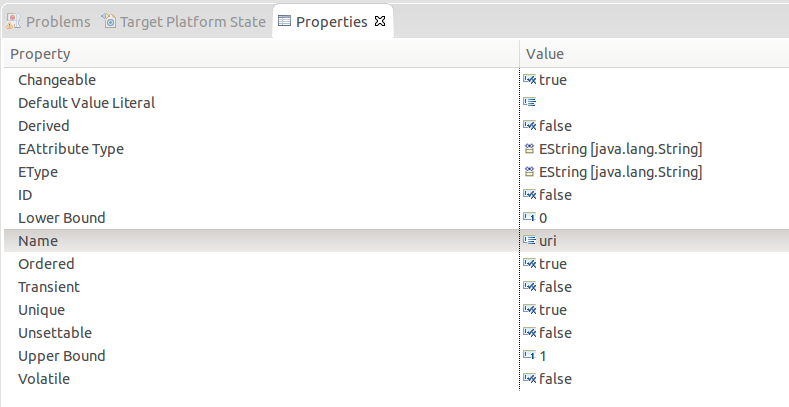 Problems Target Platform State Properties
Property Value
Changeable true
Default Value Literal
Derived false
EAttribute Type EString [java.lang.String]
EType EString [java.lang.String]
ID false
Lower Bound 0
Name uri
Ordered true
Transient false
Unique true
Unsettable false
Upper Bound 1
Volatile false